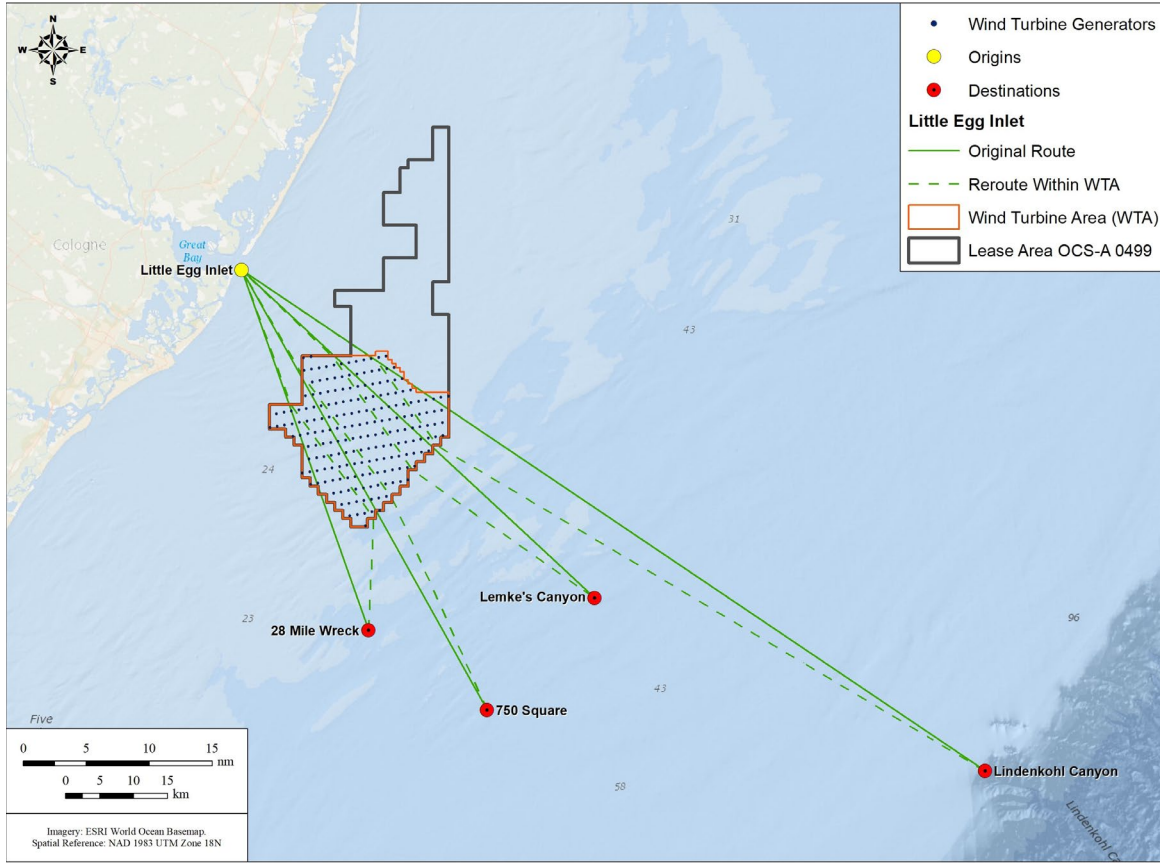 N
W E
S
Wind Turbine Generators
Origins
Destinations
Little Egg Inlet
Original Route
Reroute Within WTA
Wind Turbine Area (WTA)
Lease Area OCS-A 0499
31
Cologne
Great
Bay
Little Egg Inlet
43
24
Lemke's Canyon
23
28 Mile Wreck
96
43
750 Square
Five
Lindenkohl Canyon
58
Lindenkohl
0 5 10 15
nm
0 5 10 15
km
Imagery: ESRI World Ocean Basemap.
Spatial Reference: NAD 1983 UTM Zone 18N